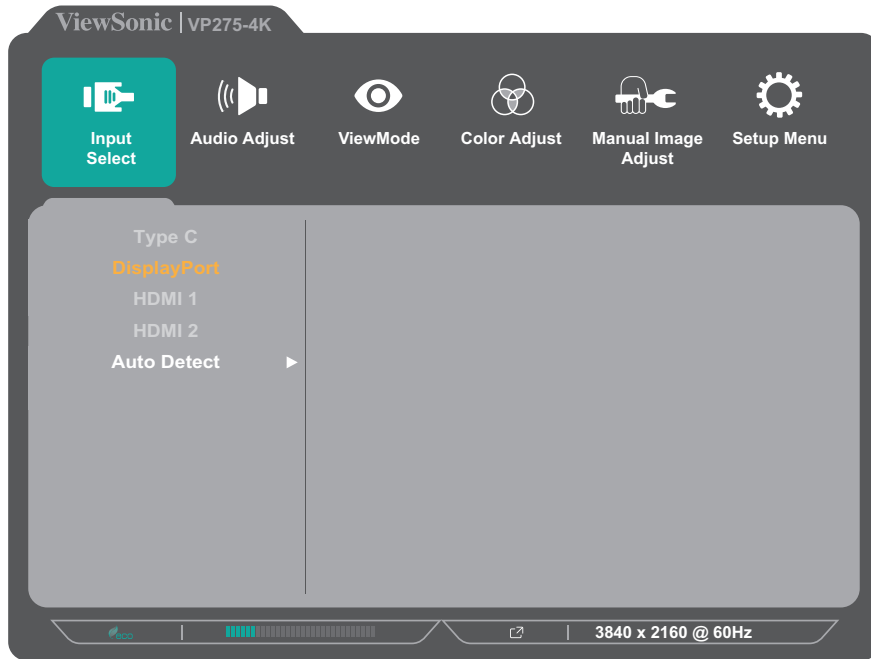 ViewSonic | VP275-4K
Input
Select
Audio Adjust
ViewMode
Color Adjust
Manual Image
Adjust
Setup Menu
Type C
DisplayPort
HDMI 1
HDMI 2
Auto Detect
eco
3840 x 2160 @ 60Hz